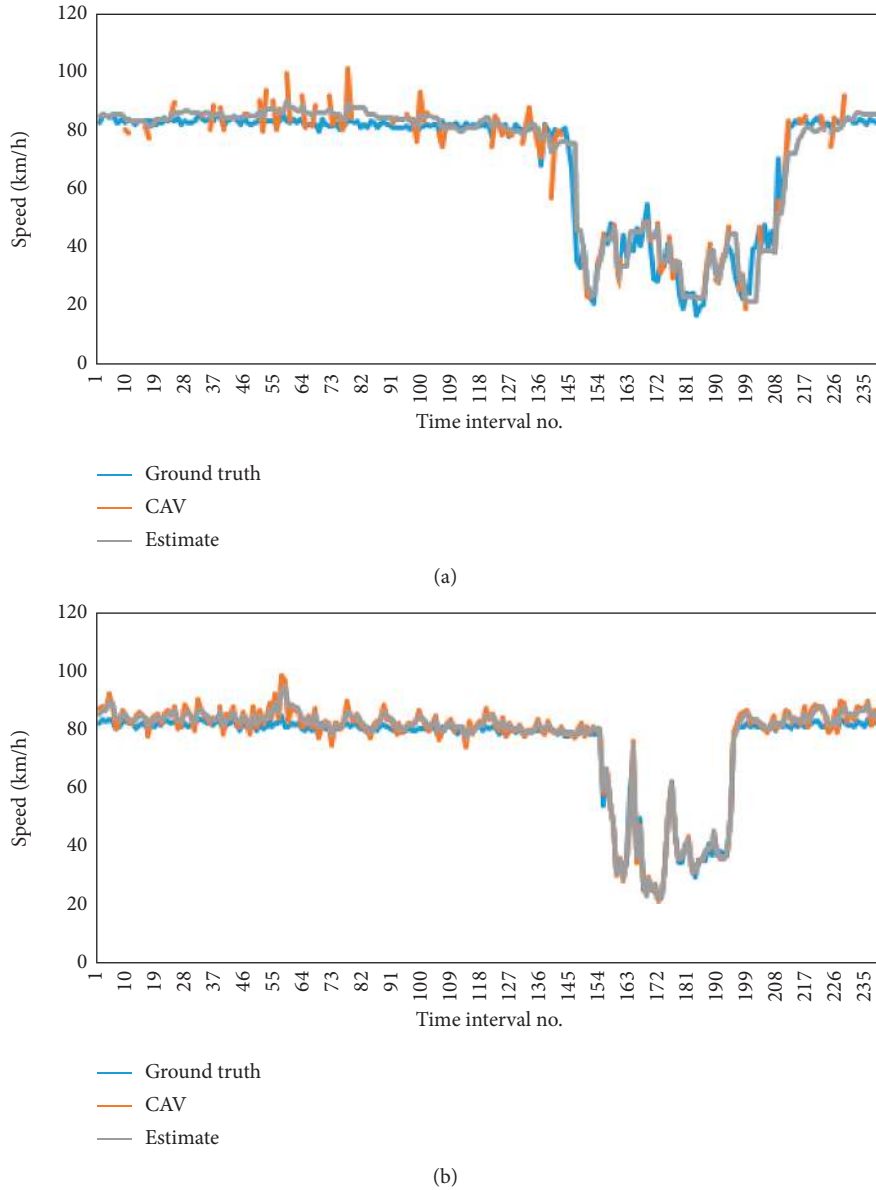 120
100
80
60
40
20
0
Speed (km/h)
1 10 19 28 37 46 55 64 73 82 91 100 109 118 127 136 145 154 163 172 181 190 199 208 217 226 235
Time interval no.
Ground truth
CAV
Estimate
(a)
120
100
80
60
40
20
0
Speed (km/h)
1 10 19 28 37 46 55 64 73 82 91 100 109 118 127 136 145 154 163 172 181 190 199 208 217 226 235
Time interval no.
Ground truth
CAV
Estimate
(b)